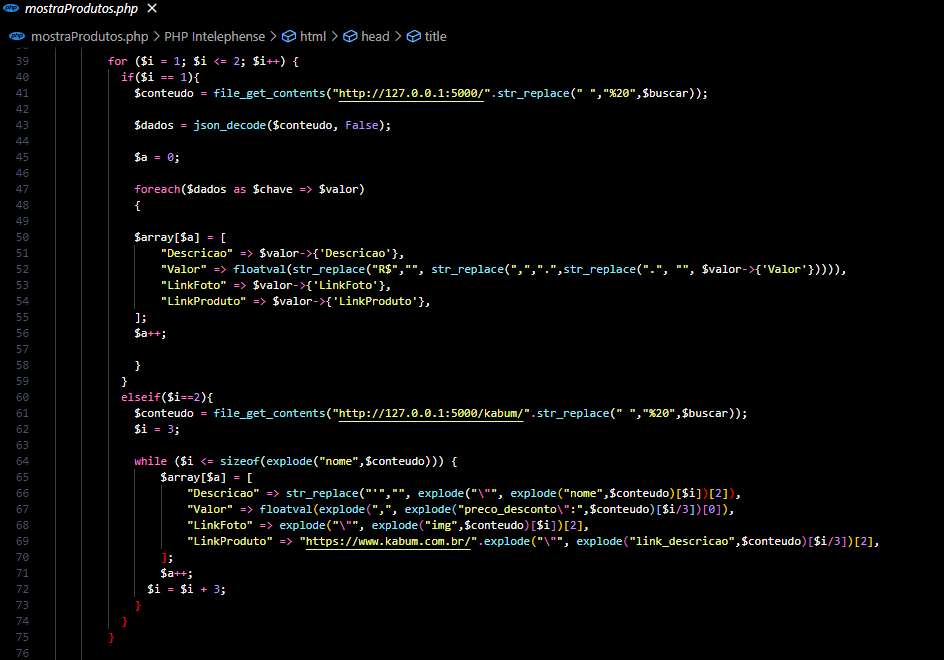 mostraProdutos.php ×
mostraProdutos.php > PHP Intelephense > html > head > title
39 for ($i = 1; $i <= 2; $i++) {
40 if($i == 1){
41 $conteudo = file_get_contents("http://127.0.0.1:5000/".str_replace(" ","%20",$buscar));
42
43 $dados = json_decode($conteudo, False);
44
45 $a = 0;
46
47 foreach($dados as $chave => $valor)
48 {
49
50 $array[$a] = [
51 "Descricao" => $valor->{'Descricao'},
52 "Valor" => floatval(str_replace("R$","", str_replace(",",".",str_replace(".", "", $valor->{'Valor'})))),
53 "LinkFoto" => $valor->{'LinkFoto'},
54 "LinkProduto" => $valor->{'LinkProduto'},
55 ];
56 $a++;
57
58 }
59 }
60 elseif($i==2){
61 $conteudo = file_get_contents("http://127.0.0.1:5000/kabum/".str_replace(" ","%20",$buscar));
62 $i = 3;
63
64 while ($i <= sizeof(explode("nome",$conteudo))) {
65 $array[$a] = [
66 "Descricao" => str_replace("'","", explode("\"", explode("nome",$conteudo)[$i])[2]),
67 "Valor" => floatval(explode(",", explode("preco_desconto\":",$conteudo)[$i/3])[0]),
68 "LinkFoto" => explode("\"", explode("img",$conteudo)[$i])[2],
69 "LinkProduto" => "https://www.kabum.com.br/".explode("\"", explode("link_descricao",$conteudo)[$i/3])[2],
70 ];
71 $a++;
72 $i = $i + 3;
73 }
74 }
75 }
76